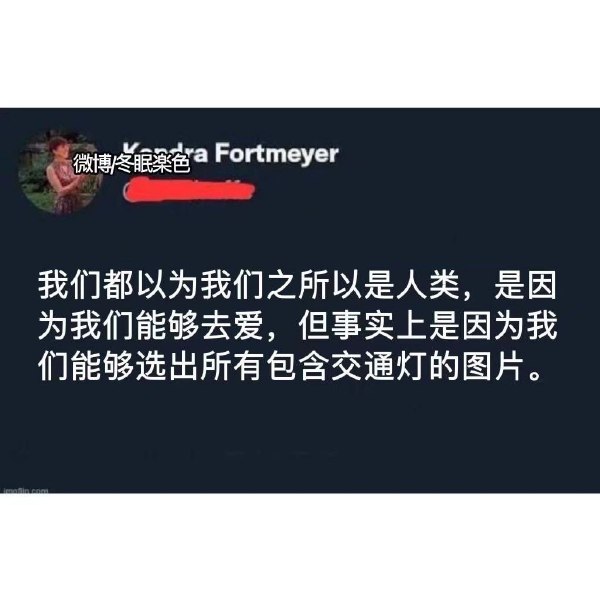 微博/冬眠楽色
Kendra Fortmeyer
我们都以为我们之所以是人类，是因
为我们能够去爱，但事实上是因为我
们能够选出所有包含交通灯的图片。
imgflip.com